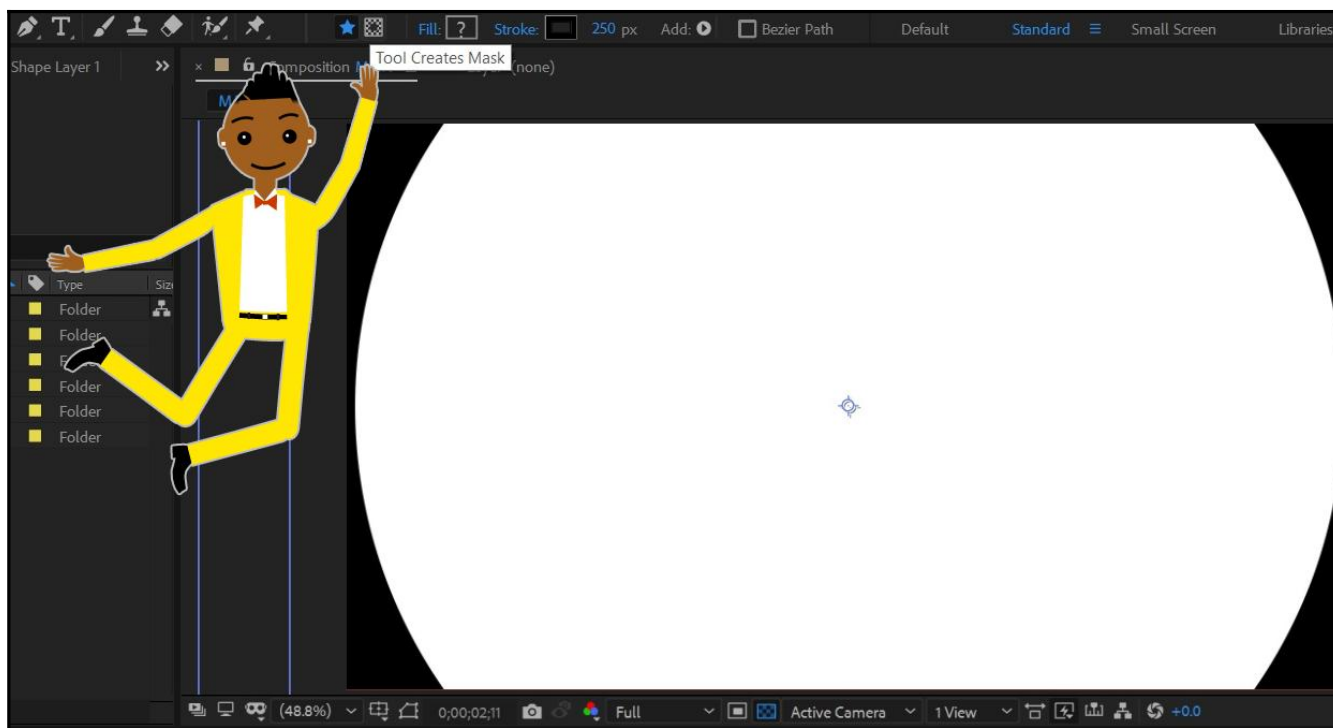 T
Fill: ? Stroke: 250 px Add: Bezier Path Default Standard Small Screen Libraries
Tool Creates Mask
Shape Layer 1 Composition (none)
Type Size
Folder
Folder
Folder
Folder
Folder
(48.8%) 0;00;02;11 Full Active Camera 1 View +0.0